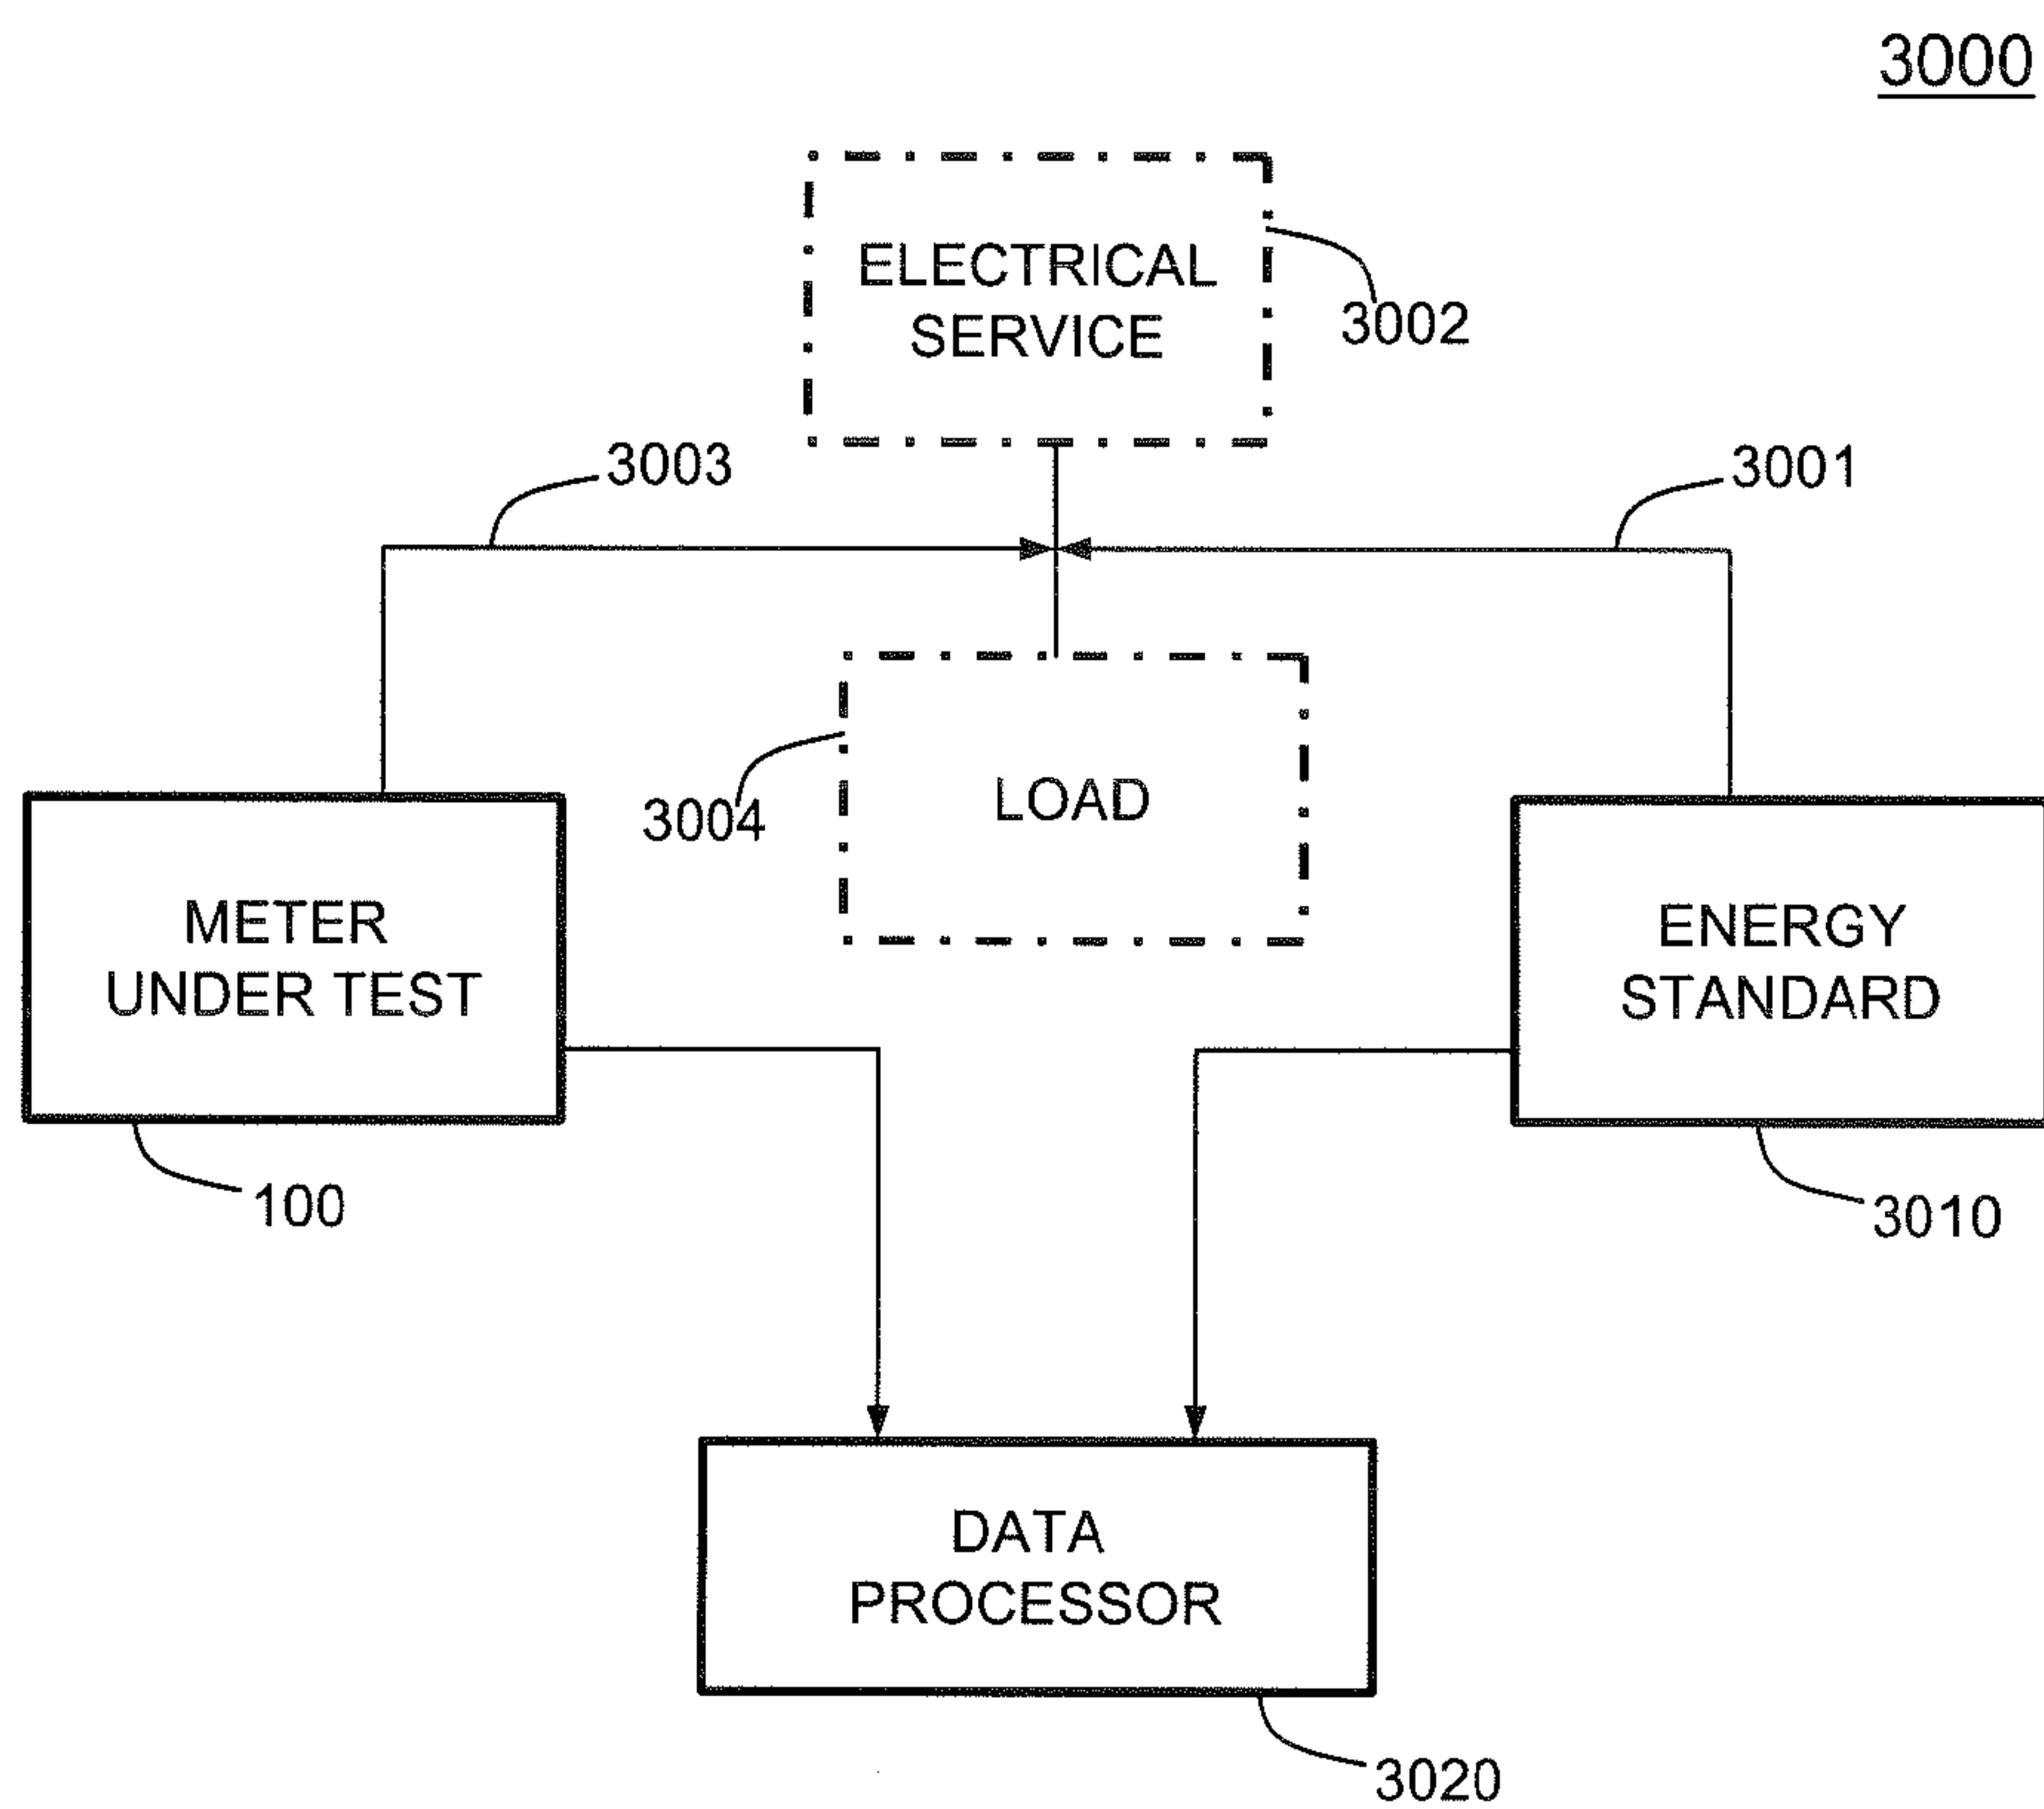 3000
ELECTRICAL
SERVICE
3002
3003
3001
LOAD
3004
METER
UNDER TEST
ENERGY
STANDARD
100
3010
DATA
PROCESSOR
3020